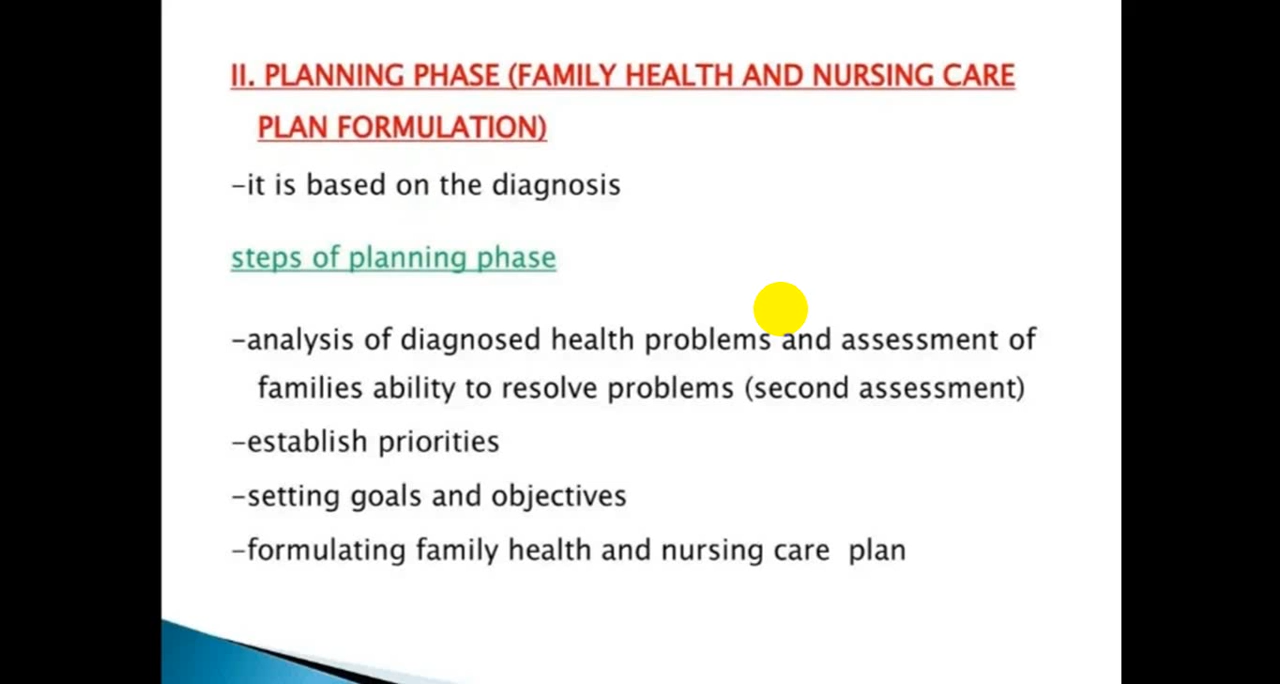 II. PLANNING PHASE (FAMILY HEALTH AND NURSING CARE
PLAN FORMULATION)
-it is based on the diagnosis
steps of planning phase
-analysis of diagnosed health problems and assessment of
families ability to resolve problems (second assessment)
-establish priorities
-setting goals and objectives
-formulating family health and nursing care plan